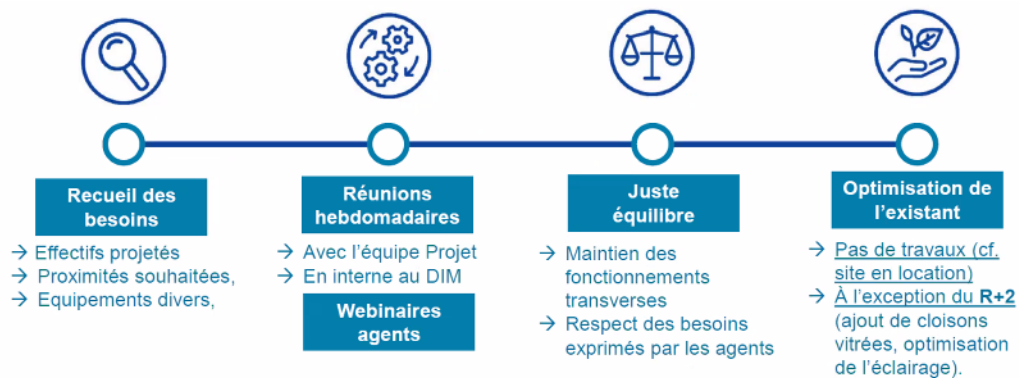 Recueil des
besoins
→ Effectifs projetés
→ Proximités souhaitées,
→ Equipements divers,
Réunions
hebdomadaires
→ Avec l’équipe Projet
→ En interne au DIM
Webinaires
agents
Juste
équilibre
→ Maintien des
fonctionnements
transverses
→ Respect des besoins
exprimés par les agents
Optimisation de
l’existant
→ Pas de travaux (cf.
site en location)
→ À l’exception du R+2
(ajout de cloisons
vitrées, optimisation
de l’éclairage).